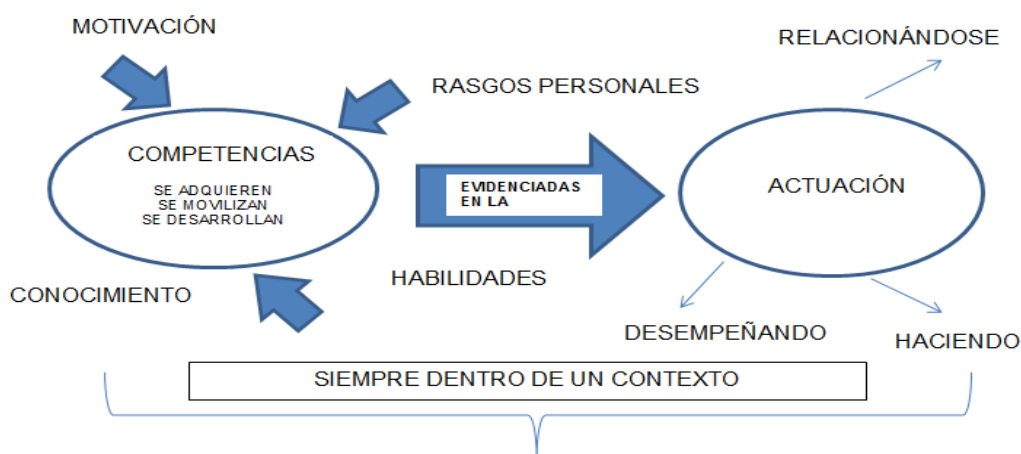 MOTIVACIÓN
RELACIONÁNDOSE
RASGOS PERSONALES
COMPETENCIAS
SE ADQUIEREN
SE MOVILIZAN
SE DESARROLLAN
EVIDENCIADAS
EN LA
ACTUACIÓN
HABILIDADES
CONOCIMIENTO
DESEMPEÑANDO
HACIENDO
SIEMPRE DENTRO DE UN CONTEXTO